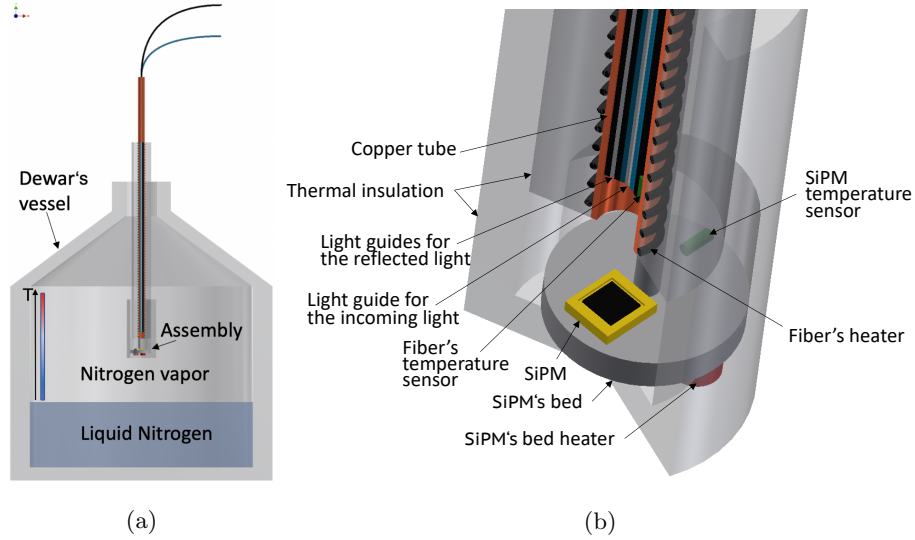 Dewar's
vessel
T
Assembly
Nitrogen vapor
Liquid Nitrogen
(a)
Copper tube
Thermal insulation
Light guides for
the reflected light
Light guide for
the incoming light
Fiber's
temperature
sensor
SiPM
SiPM's bed
SiPM's bed heater
SiPM
temperature
sensor
Fiber's heater
(b)